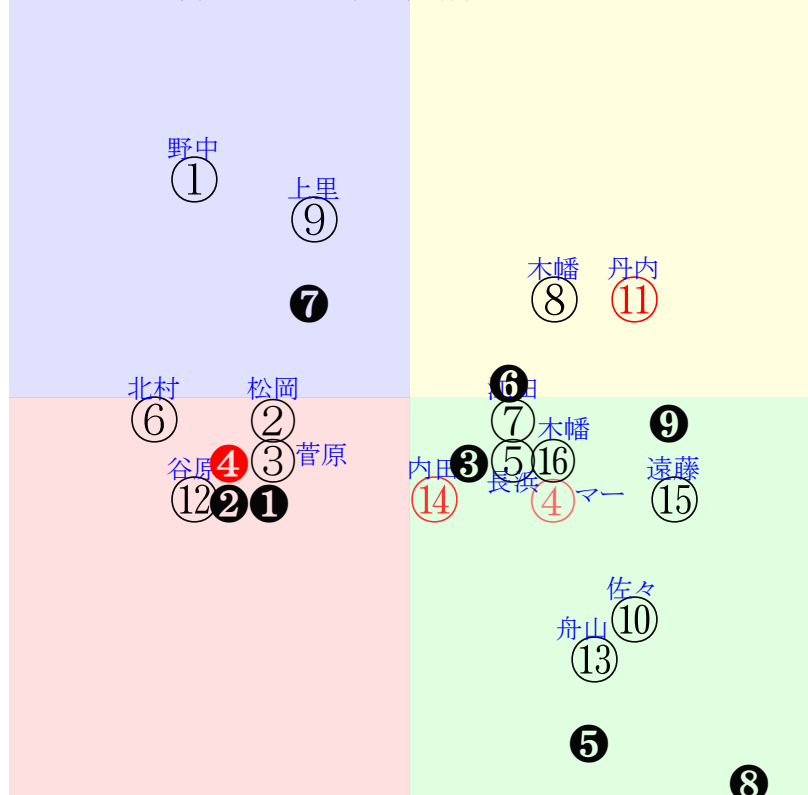 野中
①
上里
⑨
木幡
丹内
⑧
⑪
❼
北村
松岡
❻
⑥
②
⑦
❾
木幡
菅原
谷原
❹
③
内田
❸
⑤
⑯
遠藤
長浜
マー
⑫
❷
❶
⑭
④
⑮
佐々
⑩
舟山
⑬
❺
❽